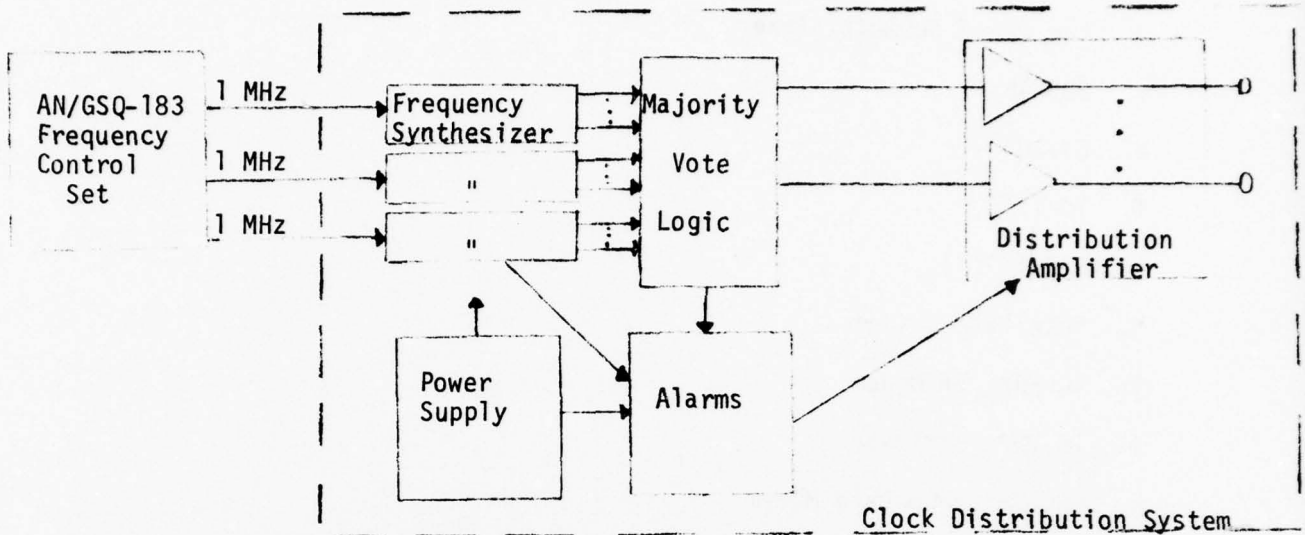 AN/GSQ-183
Frequency
Control
Set
1 MHz
1 MHz
1 MHz
Frequency
Synthesizer
"
"
Majority
Vote
Logic
Distribution
Amplifier
Power
Supply
Alarms
Clock Distribution System